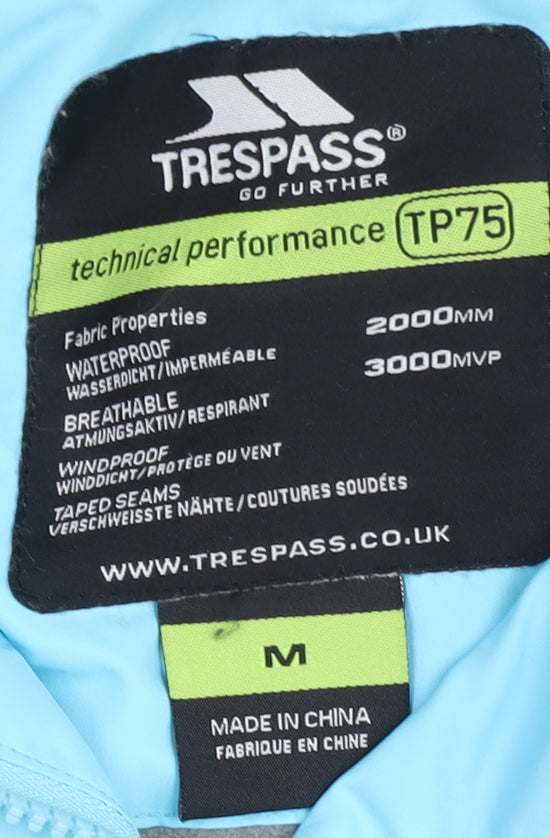 TRESPASS®
GO FURTHER
technical performance TP75
Fabric Properties
WATERPROOF 2000MM
WASSERDICHT/IMPERMÉABLE
BREATHABLE 3000MVP
ATMUNGSAKTIV/RESPIRANT
WINDPROOF
WINDDICHT/PROTÈGE DU VENT
TAPED SEAMS
VERSCHWEISSTE NÄHTE/COUTURES SOUDÉES
WWW.TRESPASS.CO.UK
M
MADE IN CHINA
FABRIQUE EN CHINE